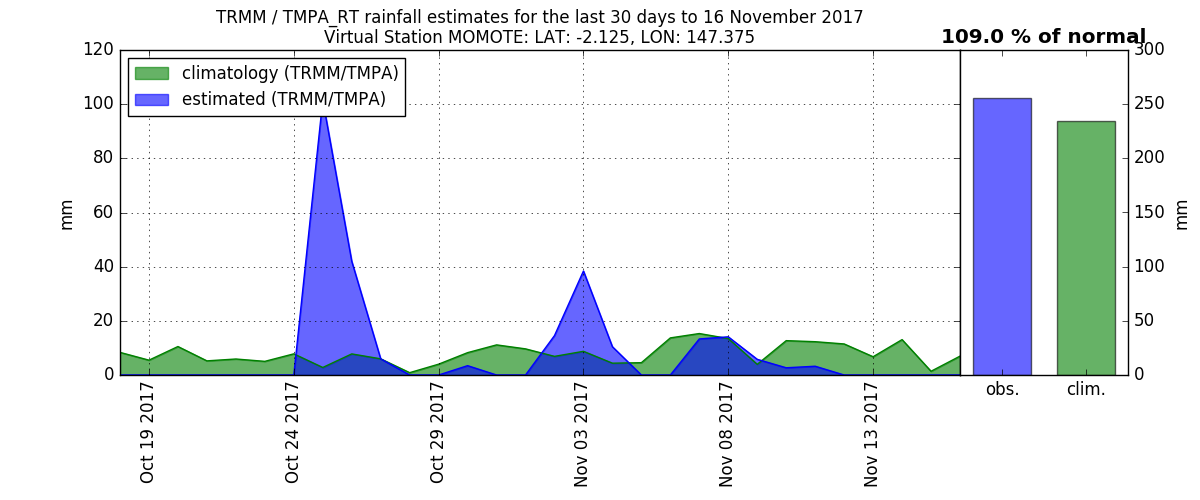 TRMM / TMPA_RT rainfall estimates for the last 30 days to 16 November 2017
Virtual Station MOMOTE: LAT: -2.125, LON: 147.375
109.0 % of normal
climatology (TRMM/TMPA)
estimated (TRMM/TMPA)
120
100
80
60
40
20
0
mm
Oct 19 2017
Oct 24 2017
Oct 29 2017
Nov 03 2017
Nov 08 2017
Nov 13 2017
300
250
200
150
100
50
0
mm
obs.
clim.